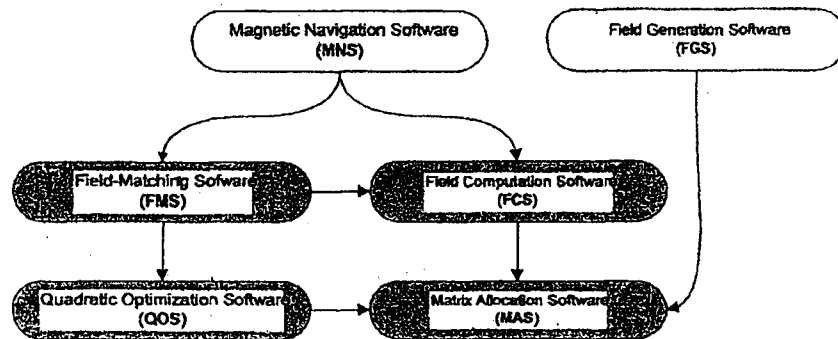 Magnetic Navigation Software
(MNS)
Field Generation Software
(FGS)
Field-Matching Sofware
(FMS)
Field Computation Software
(FCS)
Quadratic Optimization Software
(QOS)
Matrix Allocation Software
(MAS)